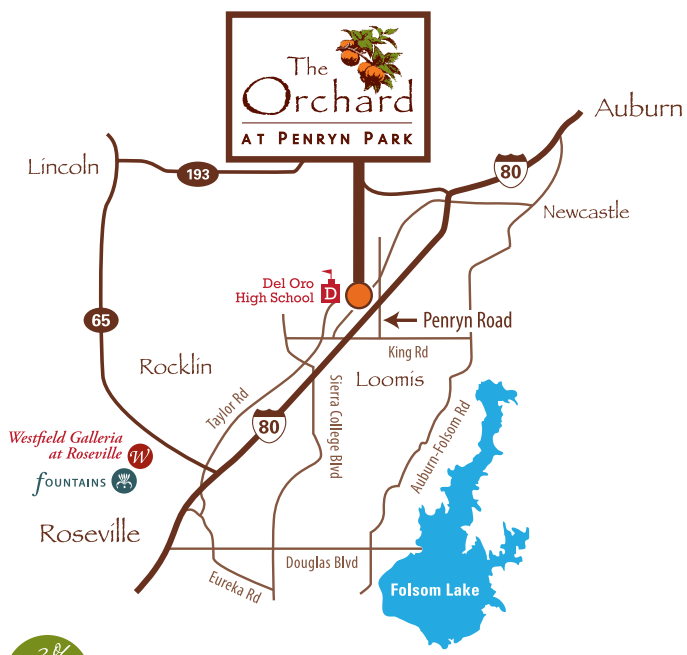 The
Orchard
AT PENRYN PARK
Auburn
Lincoln
193
80
Newcastle
Del Oro
High School
D
Penryn Road
65
King Rd
Rocklin
Loomis
Taylor Rd
Sierra College Blvd
80
Auburn-Folsom Rd
Westfield Galleria
at Roseville
W
fOUNTAINS
Roseville
Douglas Blvd
Eureka Rd
Folsom Lake